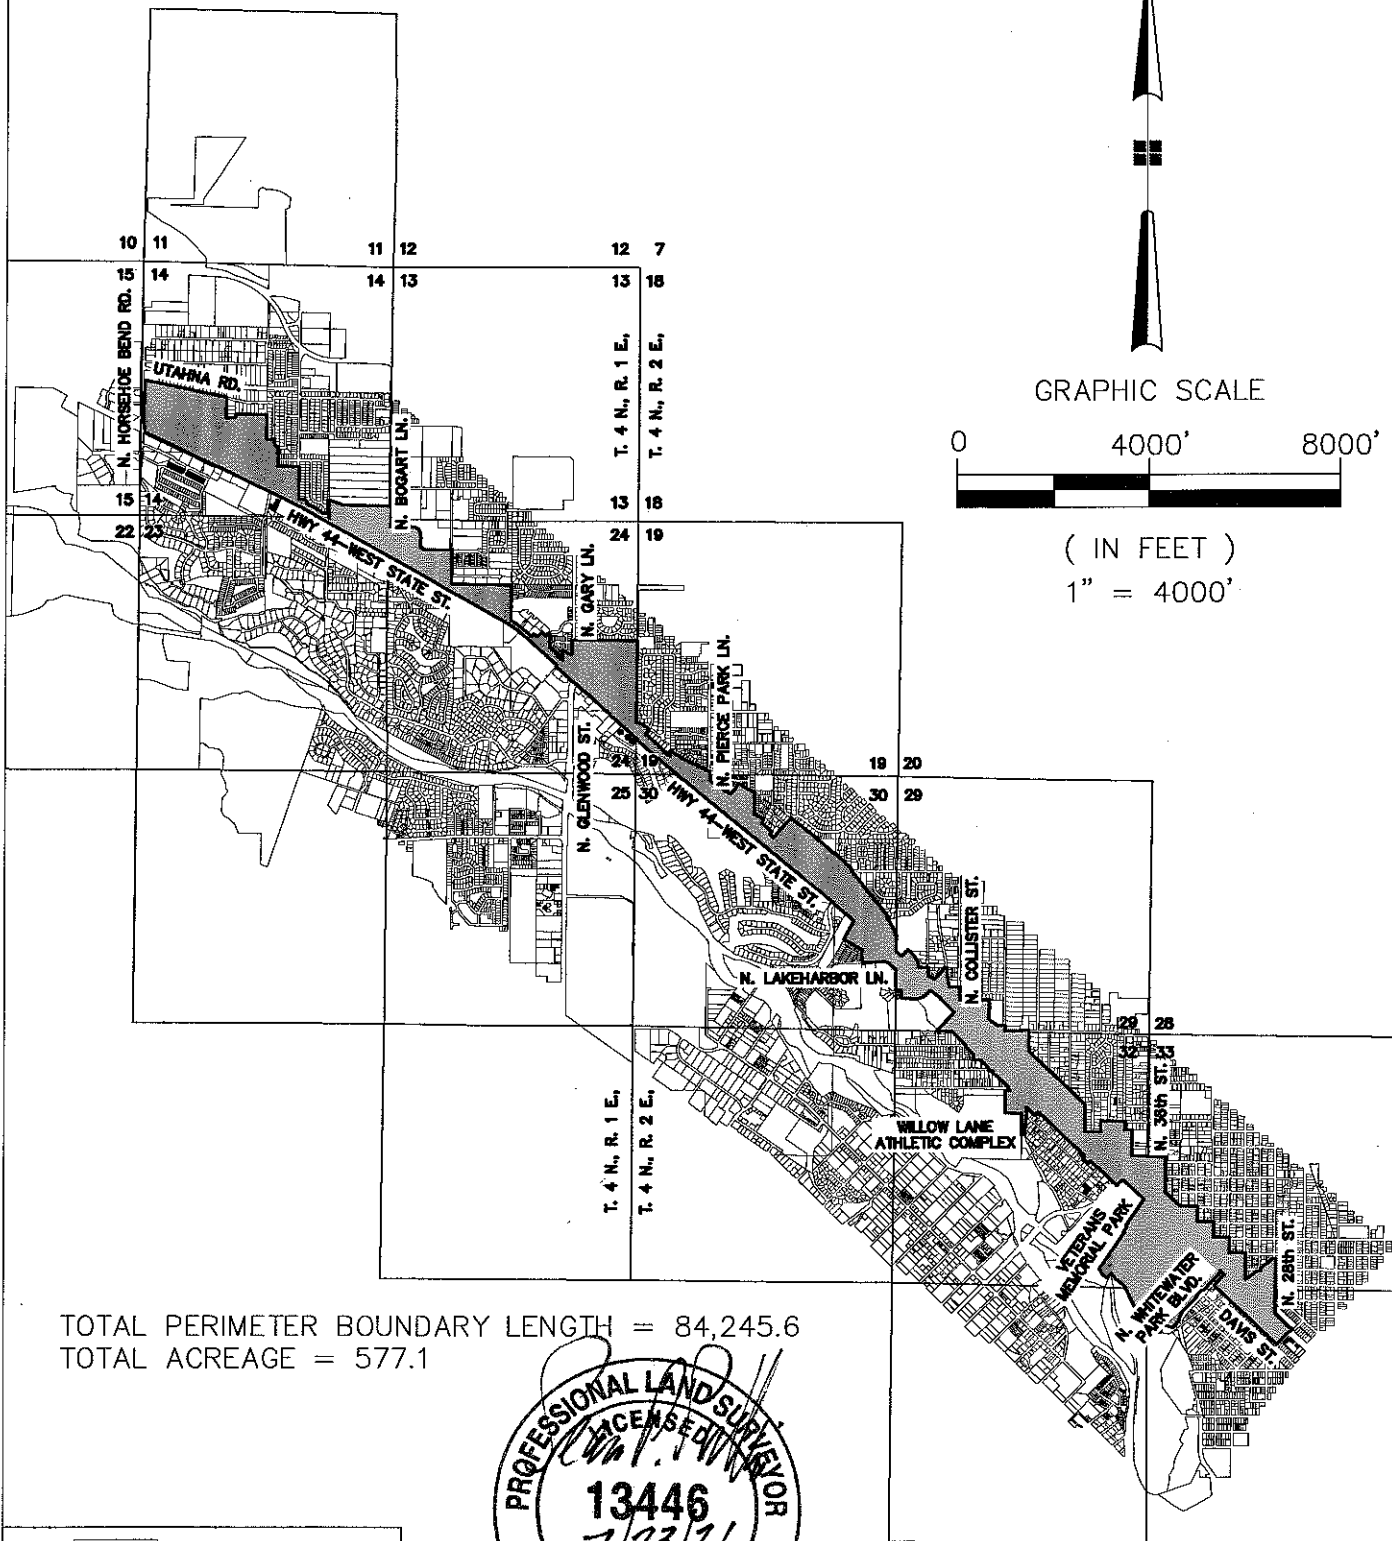 10 11
11 12
12 7
15 14
14 13
13 18
N. HORSEHOE BEND RD.
UTAHNA RD.
N. BOGART LN.
T. 4 N., R. 1 E.,
T. 4 N., R. 2 E.,
GRAPHIC SCALE
0 4000' 8000'
( IN FEET )
1" = 4000'
15 14
13 18
22 23
24 19
HWY 44-WEST STATE ST.
N. GARY LN.
N. PIERCE PARK LN.
N. GLENWOOD ST.
24 19
25 30
19 20
30 29
HWY 44-WEST STATE ST.
N. COLLISTER ST.
N. LAKEHARBOR LN.
29 28
32 33
N. 36th ST.
T. 4 N., R. 1 E.,
T. 4 N., R. 2 E.,
WILLOW LANE
ATHLETIC COMPLEX
VETERANS
MEMORIAL PARK
N. WHITEWATER
PARK BLVD.
N. 28th ST.
DAVIS ST.
TOTAL PERIMETER BOUNDARY LENGTH = 84,245.6
TOTAL ACREAGE = 577.1
PROFESSIONAL LAND SURVEYOR
LICENSED
13446